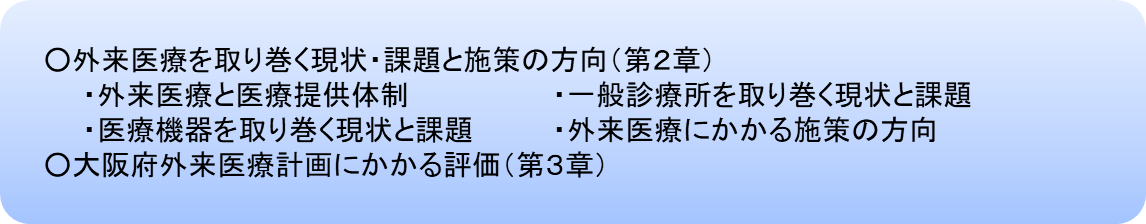 ○外来医療を取り巻く現状・課題と施策の方向（第２章）
・外来医療と医療提供体制　・一般診療所を取り巻く現状と課題
・医療機器を取り巻く現状と課題　・外来医療にかかる施策の方向
○大阪府外来医療計画にかかる評価（第３章）